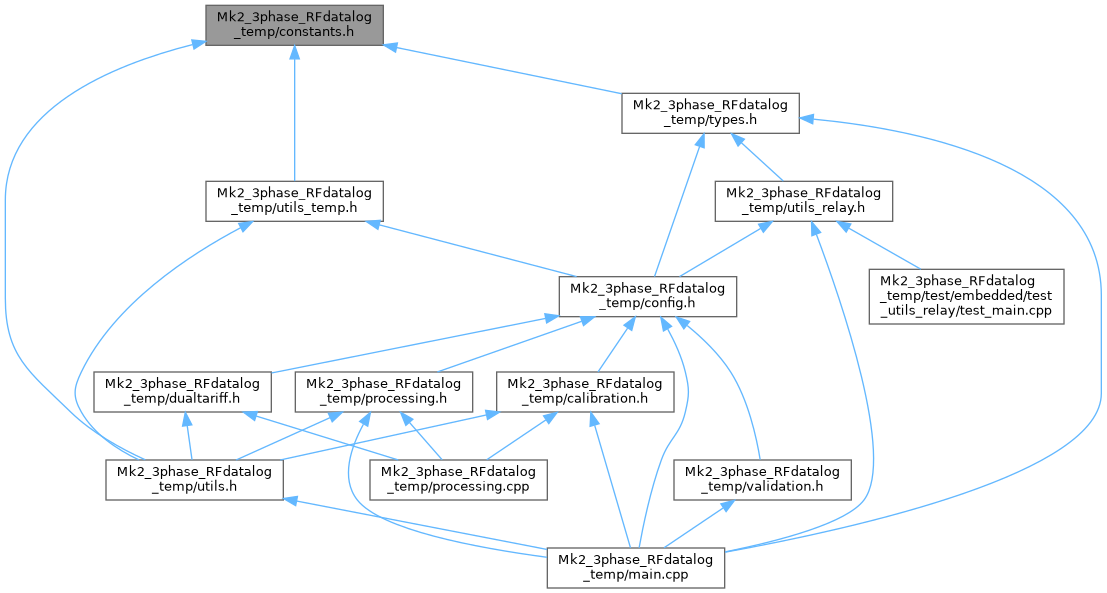 Mk2_3phase_RFdatalog
_temp/constants.h
Mk2_3phase_RFdatalog
_temp/types.h
Mk2_3phase_RFdatalog
_temp/utils_temp.h
Mk2_3phase_RFdatalog
_temp/utils_relay.h
Mk2_3phase_RFdatalog
_temp/test/embedded/test
_utils_relay/test_main.cpp
Mk2_3phase_RFdatalog
_temp/config.h
Mk2_3phase_RFdatalog
_temp/dualtariff.h
Mk2_3phase_RFdatalog
_temp/processing.h
Mk2_3phase_RFdatalog
_temp/calibration.h
Mk2_3phase_RFdatalog
_temp/utils.h
Mk2_3phase_RFdatalog
_temp/processing.cpp
Mk2_3phase_RFdatalog
_temp/validation.h
Mk2_3phase_RFdatalog
_temp/main.cpp